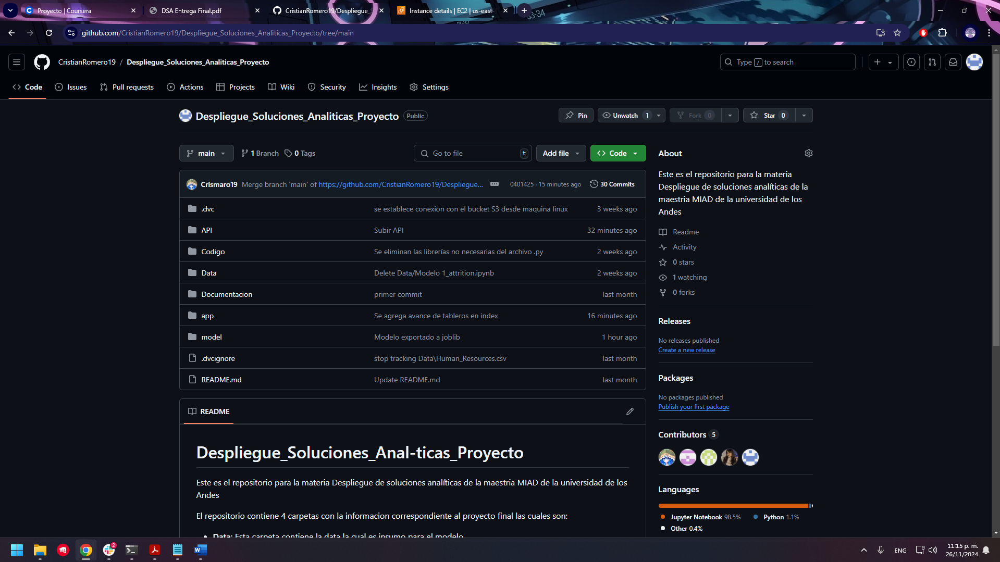 Proyecto | Coursera
DSA Entrega Final.pdf
CristianRomero19/Despliegue_
Instance details | EC2 | us-east-
github.com/CristianRomero19/Despliegue_Soluciones_Analiticas_Proyecto/tree/main
CristianRomero19 / Despliegue_Soluciones_Analiticas_Proyecto
Type / to search
Code
Issues
Pull requests
Actions
Projects
Wiki
Security
Insights
Settings
Despliegue_Soluciones_Analiticas_Proyecto Public
Pin
Unwatch 1
Fork 0
Star 0
main
1 Branch
0 Tags
Go to file t
Add file
Code
Crismaro19 Merge branch 'main' of https://github.com/CristianRomero19/Despliegue... 0401425 · 15 minutes ago 30 Commits
.dvc se establece conexion con el bucket S3 desde maquina linux 3 weeks ago
API Subir API 32 minutes ago
Codigo Se eliminan las librerías no necesarias del archivo .py 2 weeks ago
Data Delete Data/Modelo 1_attrition.ipynb 2 weeks ago
Documentacion primer commit last month
app Se agrega avance de tableros en index 16 minutes ago
model Modelo exportado a joblib 1 hour ago
.dvcignore stop tracking Data\Human_Resources.csv last month
README.md Update README.md last month
README
Despliegue_Soluciones_Anal-ticas_Proyecto
Este es el repositorio para la materia Despliegue de soluciones analíticas de la maestria MIAD de la universidad de los
Andes
El repositorio contiene 4 carpetas con la informacion correspondiente al proyecto final las cuales son:
• Data: Esta carpeta contiene la data la cual es insumo para el modelo
About
Este es el repositorio para la materia
Despliegue de soluciones analíticas de la
maestria MIAD de la universidad de los
Andes
Readme
Activity
0 stars
1 watching
0 forks
Releases
No releases published
Create a new release
Packages
No packages published
Publish your first package
Contributors 5
Languages
Jupyter Notebook 98.5%
Python 1.1%
Other 0.4%
2
ENG
11:15 p. m.
26/11/2024